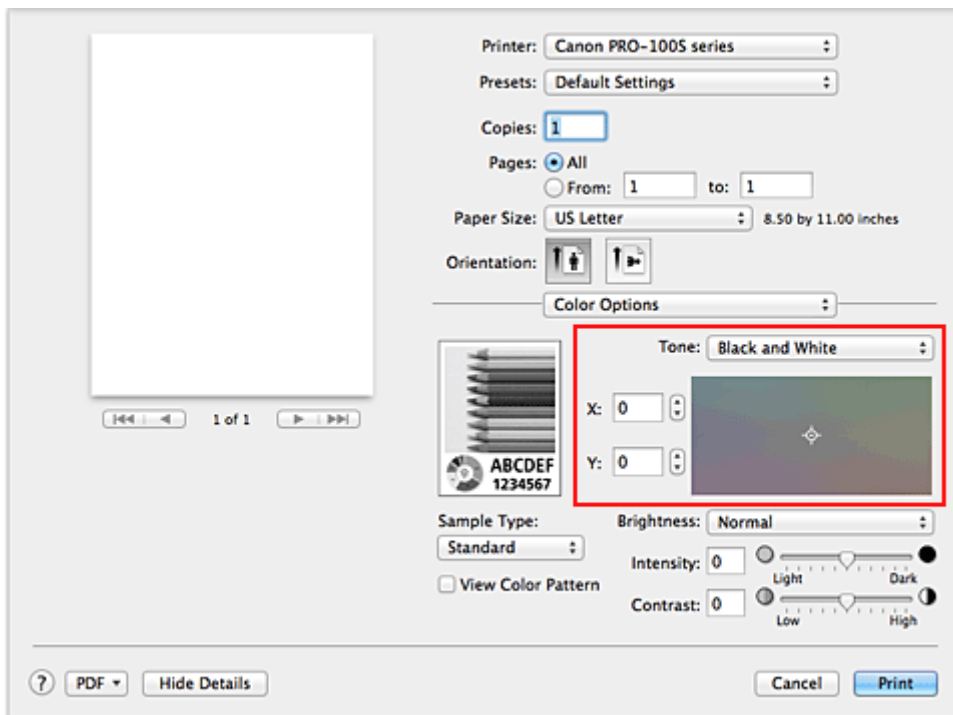 Printer: Canon PRO-100S series
Presets: Default Settings
Copies: 1
Pages: All
From: 1 to: 1
Paper Size: US Letter 8.50 by 11.00 inches
Orientation:
Color Options
1 of 1
Tone: Black and White
X: 0
Y: 0
ABCDEF
1234567
Sample Type:
Standard
View Color Pattern
Brightness: Normal
Intensity: 0
Light Dark
Contrast: 0
Low High
? PDF Hide Details Cancel Print